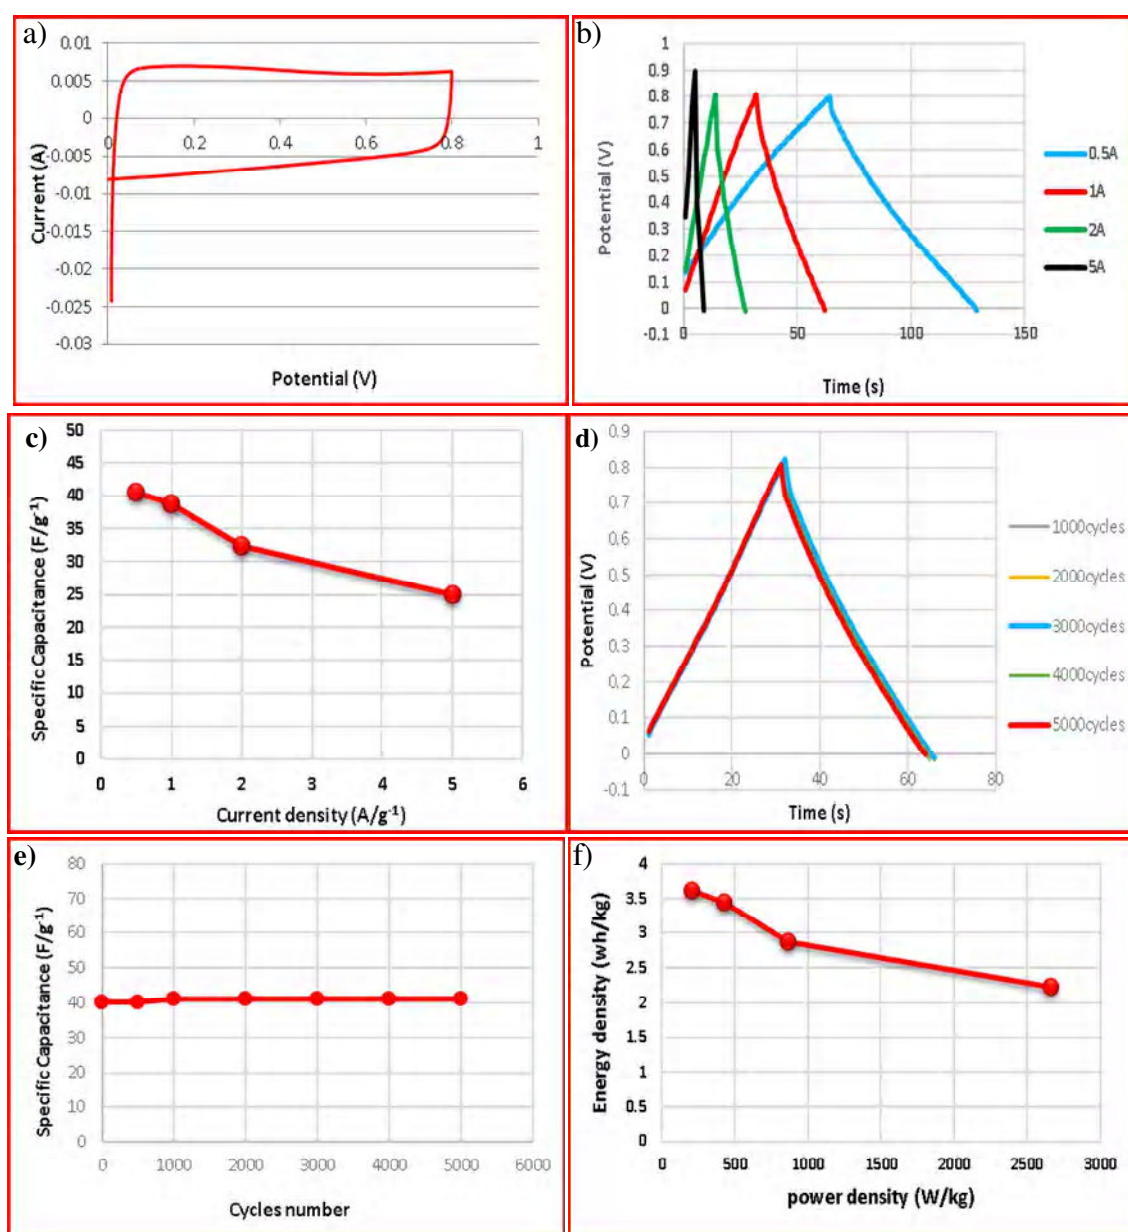 a)
0.01
0.005
0
-0.005
-0.01
-0.015
-0.02
-0.025
-0.03
0 0.2 0.4 0.6 0.8 1
Current (A)
Potential (V)
b)
1
0.9
0.8
0.7
0.6
0.5
0.4
0.3
0.2
0.1
0
-0.1
0 50 100 150
Potential (V)
Time (s)
0.5A
1A
2A
5A
c)
50
45
40
35
30
25
20
15
10
5
0
0 1 2 3 4 5 6
Specific Capacitance (F/g⁻¹)
Current density (A/g⁻¹)
d)
0.9
0.8
0.7
0.6
0.5
0.4
0.3
0.2
0.1
0
-0.1
0 20 40 60 80
Potential (V)
Time (s)
1000cycles
2000cycles
3000cycles
4000cycles
5000cycles
e)
80
70
60
50
40
30
20
10
0
0 1000 2000 3000 4000 5000 6000
Specific Capacitance (F/g⁻¹)
Cycles number
f)
4
3.5
3
2.5
2
1.5
1
0.5
0
0 500 1000 1500 2000 2500 3000
Energy density (wh/kg)
power density (W/kg)